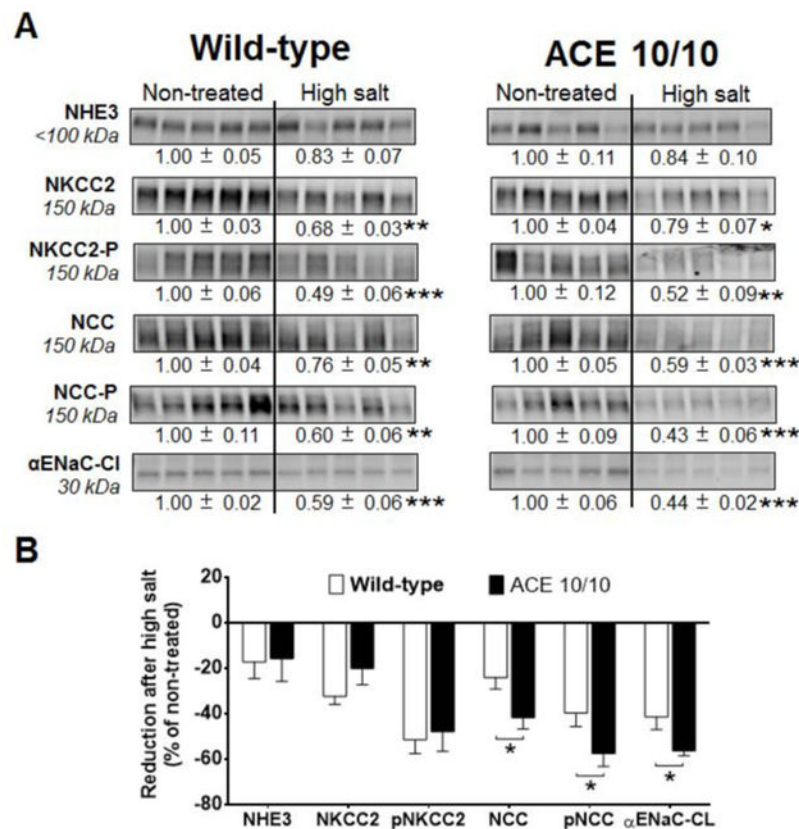 A
Wild-type ACE 10/10
Non-treated High salt Non-treated High salt
NHE3
<100 kDa
1.00 ± 0.05 0.83 ± 0.07 1.00 ± 0.11 0.84 ± 0.10
NKCC2
150 kDa
1.00 ± 0.03 0.68 ± 0.03** 1.00 ± 0.04 0.79 ± 0.07*
NKCC2-P
150 kDa
1.00 ± 0.06 0.49 ± 0.06*** 1.00 ± 0.12 0.52 ± 0.09**
NCC
150 kDa
1.00 ± 0.04 0.76 ± 0.05** 1.00 ± 0.05 0.59 ± 0.03***
NCC-P
150 kDa
1.00 ± 0.11 0.60 ± 0.06** 1.00 ± 0.09 0.43 ± 0.06***
αENaC-Cl
30 kDa
1.00 ± 0.02 0.59 ± 0.06*** 1.00 ± 0.06 0.44 ± 0.02***
B
Reduction after high salt
(% of non-treated)
20
0
-20
-40
-60
-80
Wild-type ACE 10/10
* * *
NHE3 NKCC2 pNKCC2 NCC pNCC αENaC-CL